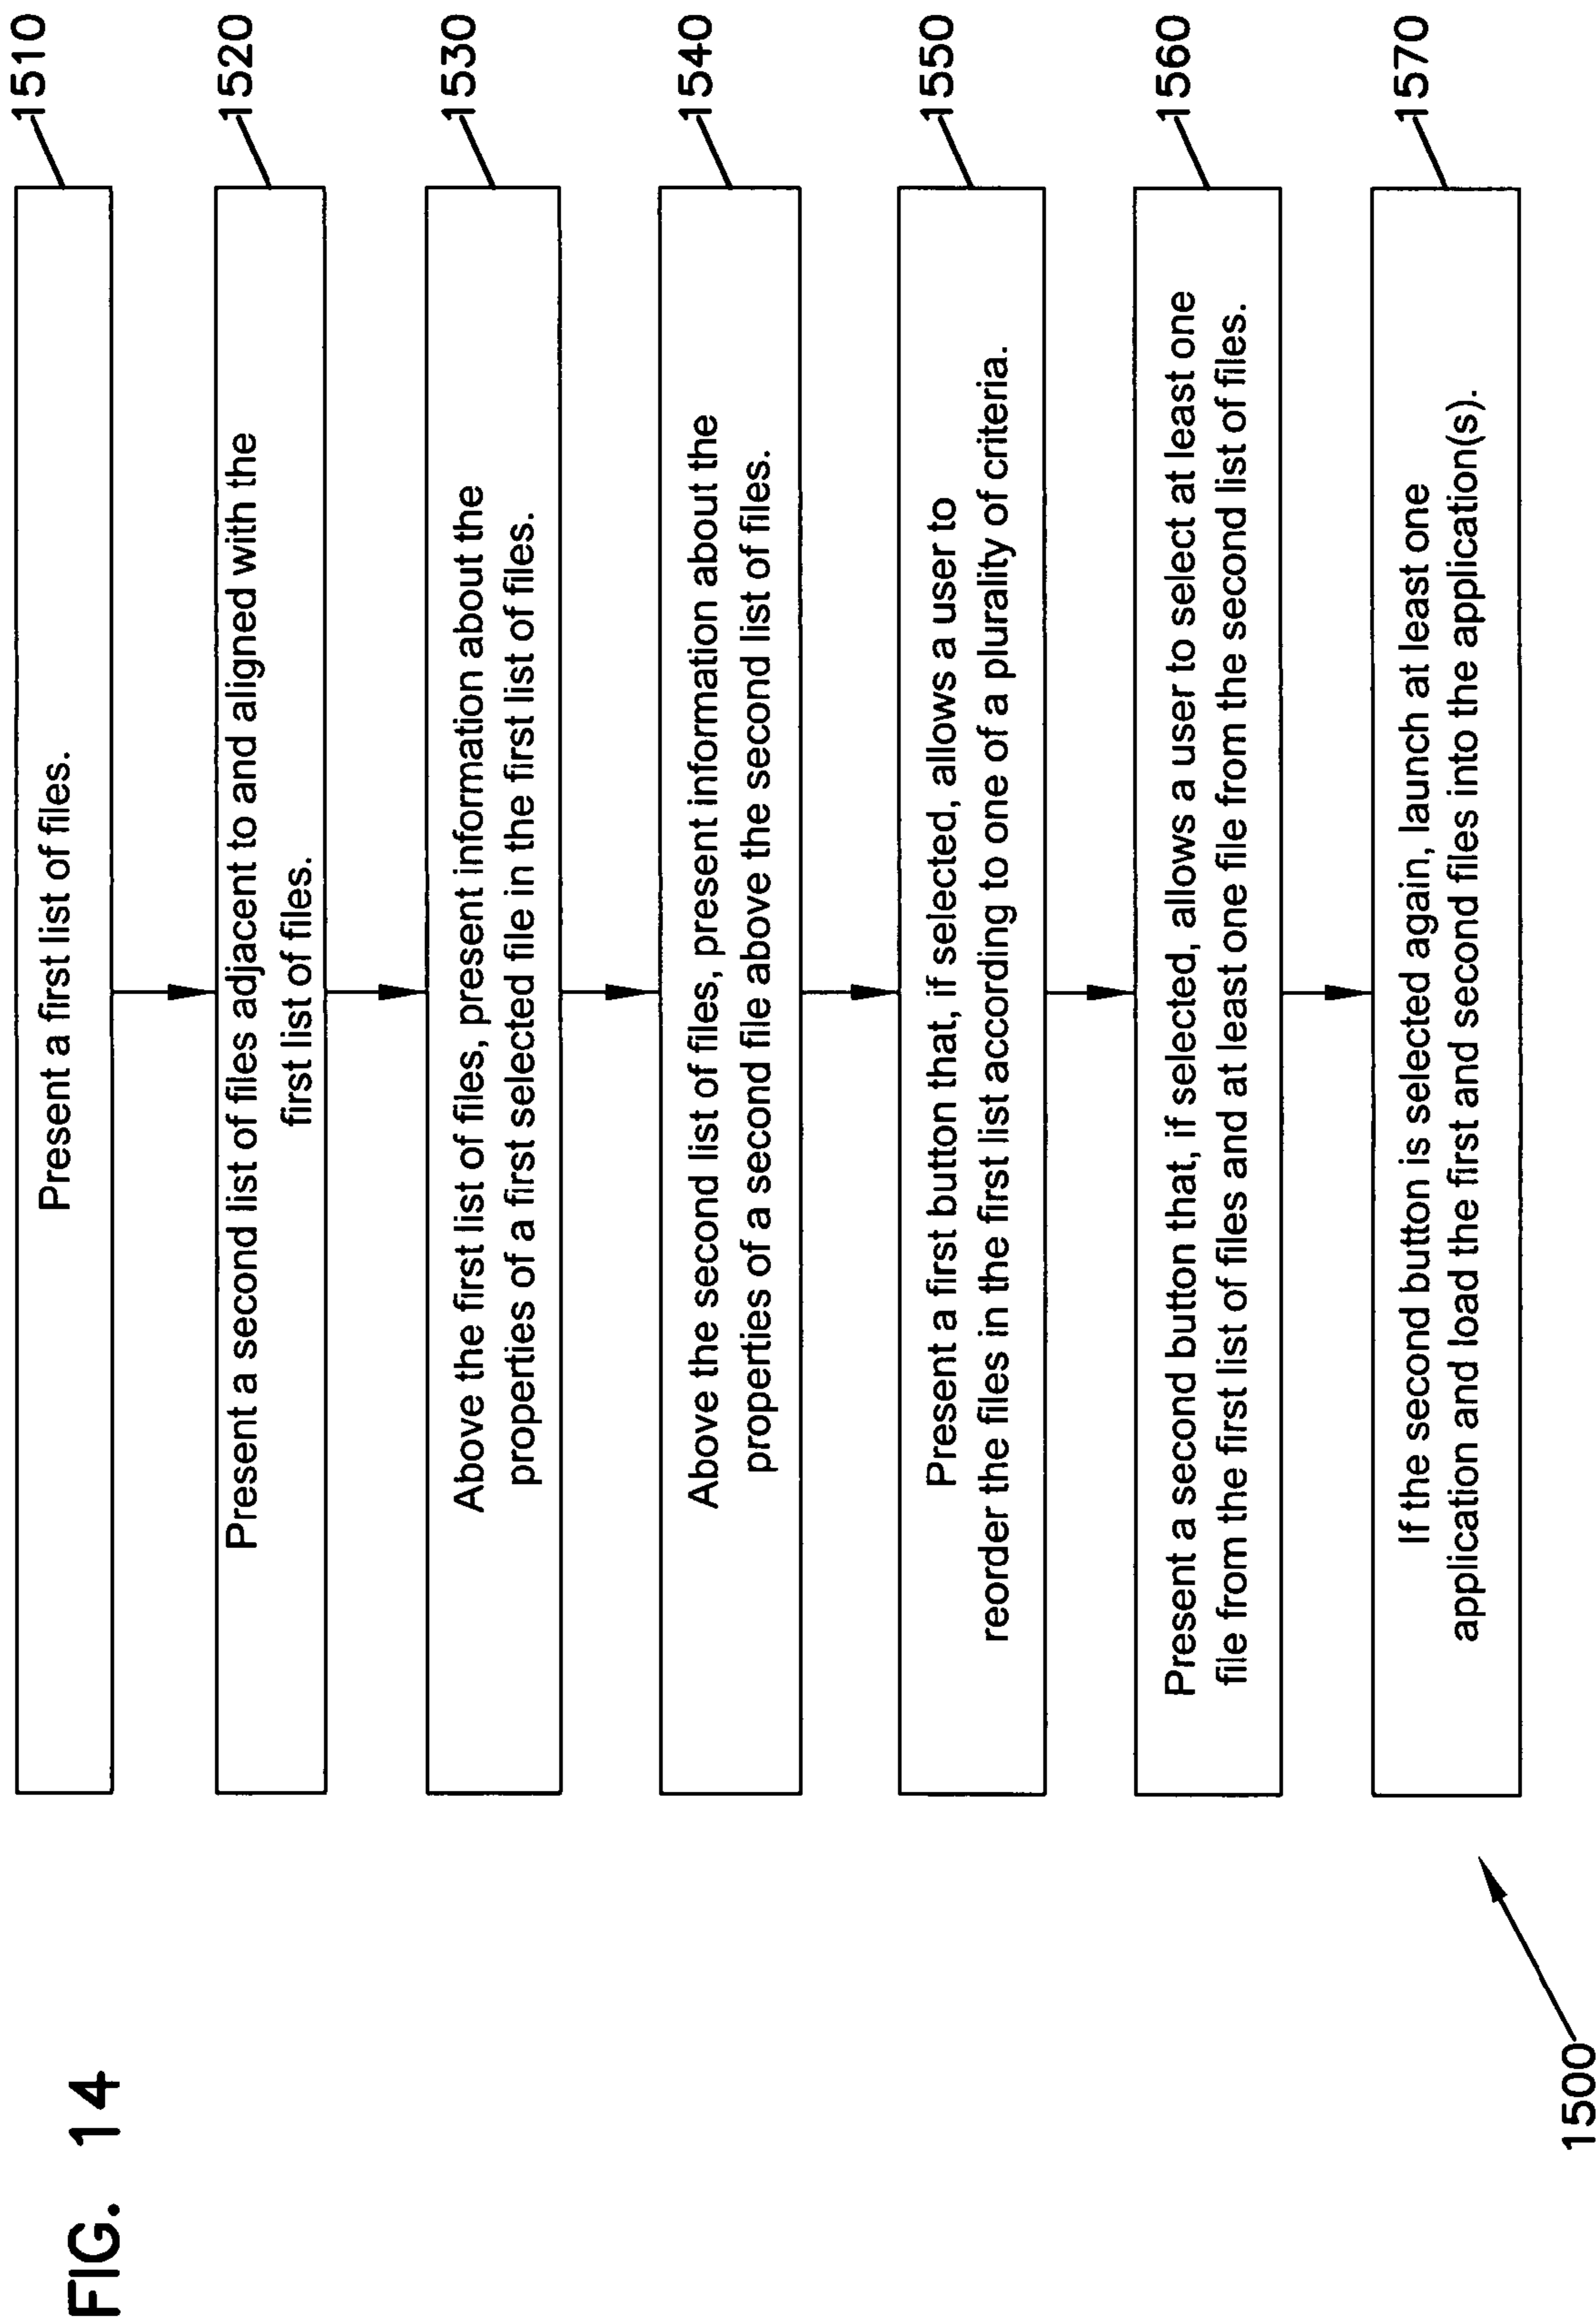 FIG. 14
Present a first list of files.
1510
Present a second list of files adjacent to and aligned with the
first list of files.
1520
Above the first list of files, present information about the
properties of a first selected file in the first list of files.
1530
Above the second list of files, present information about the
properties of a second file above the second list of files.
1540
Present a first button that, if selected, allows a user to
reorder the files in the first list according to one of a plurality of criteria.
1550
Present a second button that, if selected, allows a user to select at least one
file from the first list of files and at least one file from the second list of files.
1560
If the second button is selected again, launch at least one
application and load the first and second files into the application(s).
1570
1500